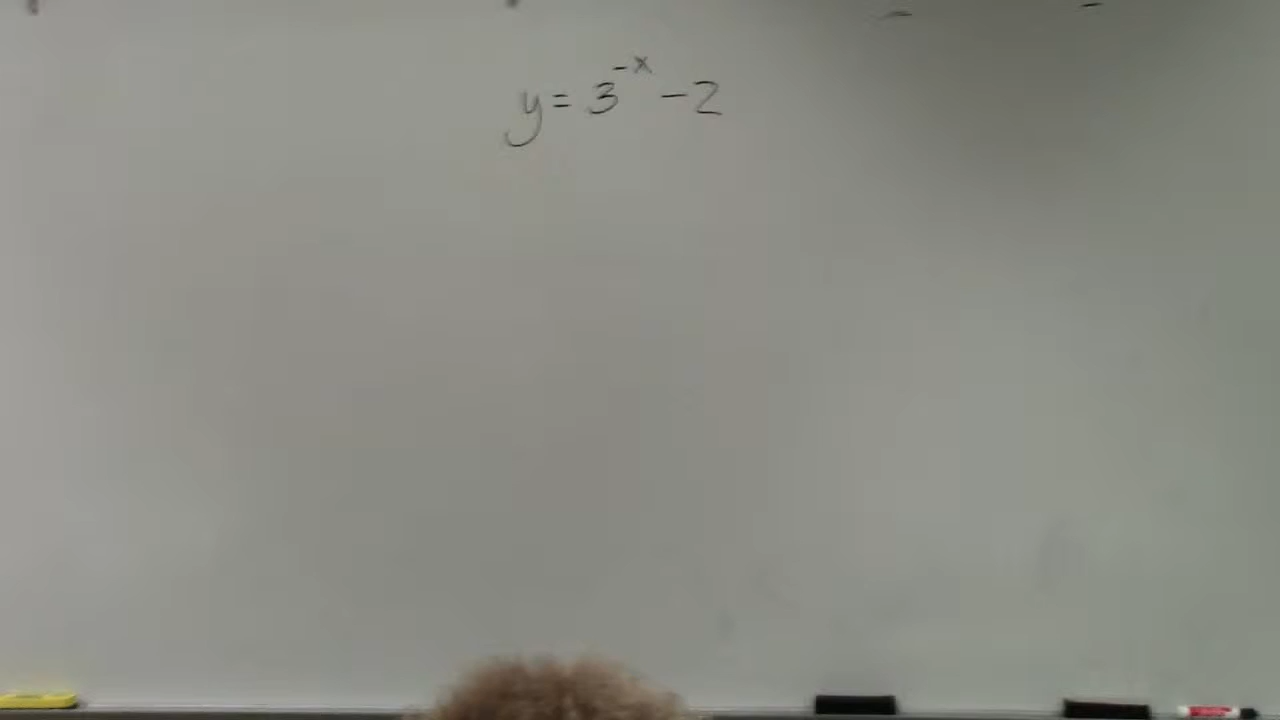 y = 3^{-x} - 2